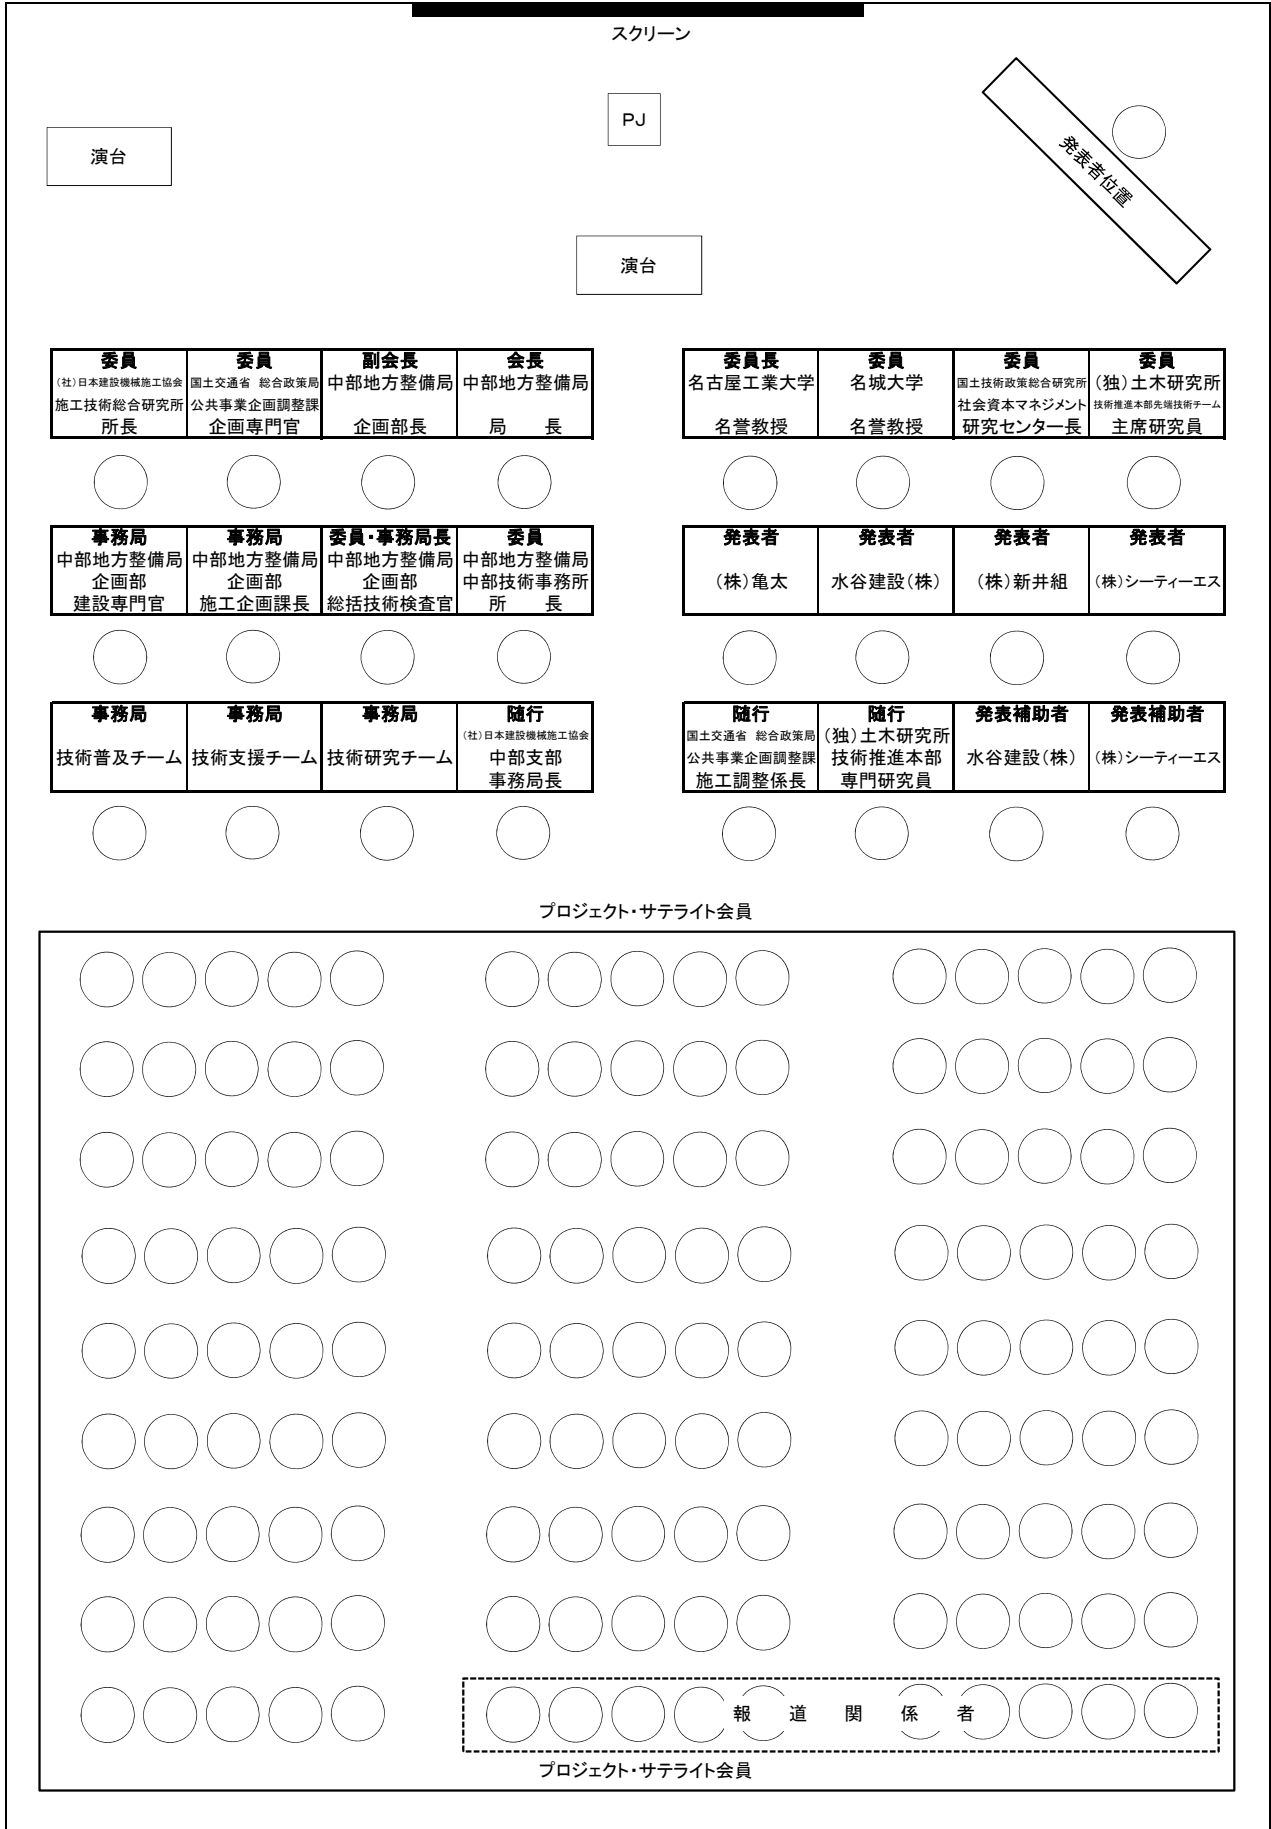 スクリーン
PJ
演台
発表者位置
演台
委員
(社)日本建設機械施工協会
施工技術総合研究所
所長
委員
国土交通省 総合政策局
公共事業企画調整課
企画専門官
副会長
中部地方整備局
企画部長
会長
中部地方整備局
局 長
委員長
名古屋工業大学
名誉教授
委員
名城大学
名誉教授
委員
国土技術政策総合研究所
社会資本マネジメント
研究センター長
委員
(独)土木研究所
技術推進本部先端技術チーム
主席研究員
事務局
中部地方整備局
企画部
建設専門官
事務局
中部地方整備局
企画部
施工企画課長
委員・事務局長
中部地方整備局
企画部
総括技術検査官
委員
中部地方整備局
中部技術事務所
所 長
発表者
(株)亀太
発表者
水谷建設(株)
発表者
(株)新井組
発表者
(株)シーティーエス
事務局
技術普及チーム
事務局
技術支援チーム
事務局
技術研究チーム
随行
(社)日本建設機械施工協会
中部支部
事務局長
随行
国土交通省 総合政策局
公共事業企画調整課
施工調整係長
随行
(独)土木研究所
技術推進本部
専門研究員
発表補助者
水谷建設(株)
発表補助者
(株)シーティーエス
プロジェクト・サテライト会員
報 道 関 係 者
プロジェクト・サテライト会員